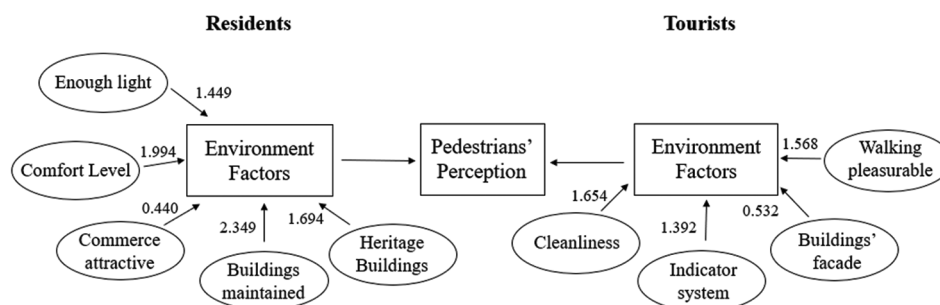 Residents
Tourists
Enough light
1.449
Comfort Level
1.994
Environment
Factors
Pedestrians'
Perception
Environment
Factors
1.568
Walking
pleasurable
0.440
Commerce
attractive
2.349
Buildings
maintained
1.694
Heritage
Buildings
1.654
Cleanliness
1.392
Indicator
system
0.532
Buildings'
facade